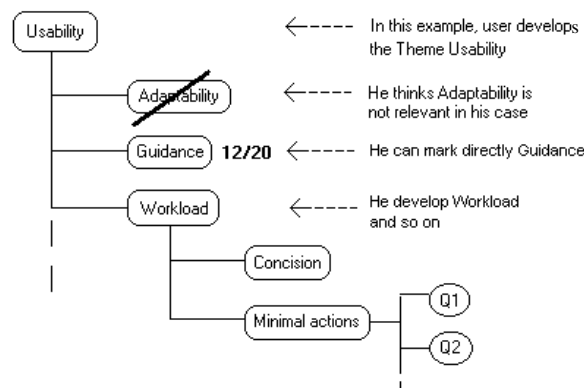 Usability
In this example, user develops
the Theme Usability
Adaptability
He thinks Adaptability is
not relevant in his case
Guidance 12/20
He can mark directly Guidance
Workload
He develop Workload
and so on
Concision
Minimal actions
Q1
Q2